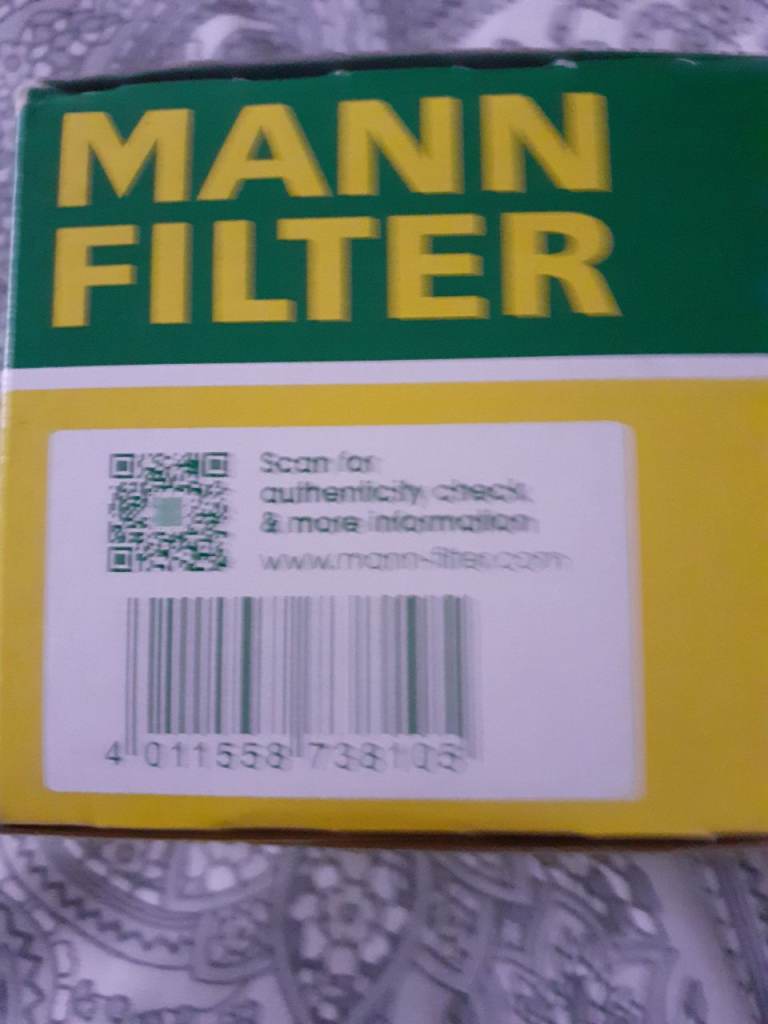 MANN
FILTER
Scan for
authenticity check
& more information
www.mann-filter.com
4 011558 738105